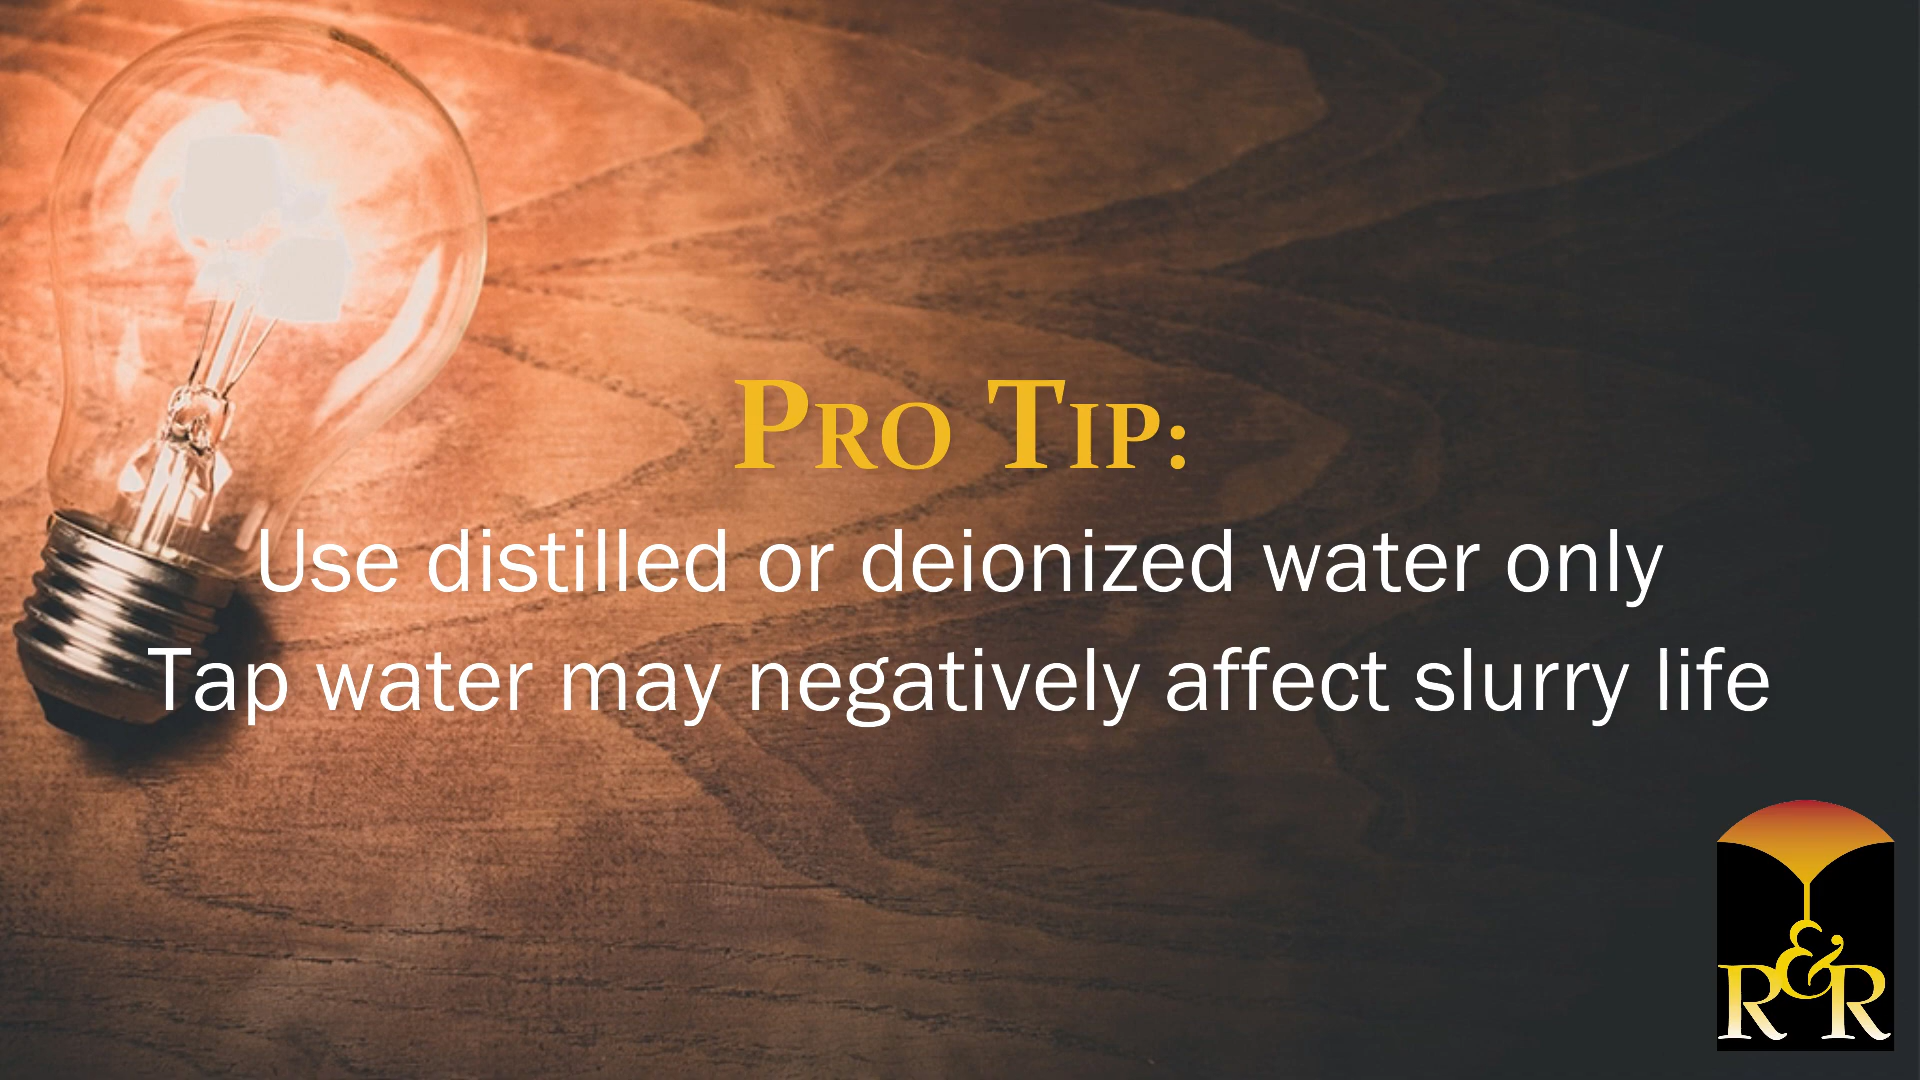 Pro Tip:
Use distilled or deionized water only
Tap water may negatively affect slurry life
R&R